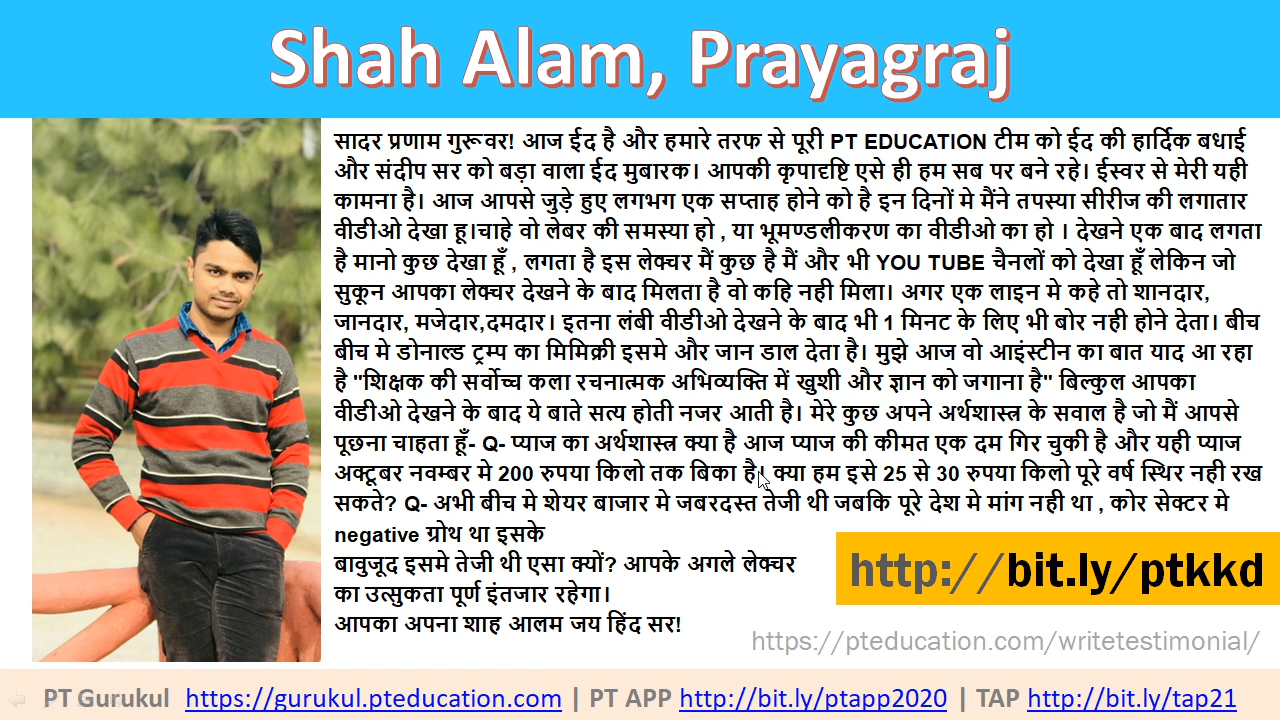 Shah Alam, Prayagraj
सादर प्रणाम गुरूवर! आज ईद है और हमारे तरफ से पूरी PT EDUCATION टीम को ईद की हार्दिक बधाई
और संदीप सर को बड़ा वाला ईद मुबारक। आपकी कृपादृष्टि एसे ही हम सब पर बने रहे। ईस्वर से मेरी यही
कामना है। आज आपसे जुड़े हुए लगभग एक सप्ताह होने को है इन दिनों मे मैंने तपस्या सीरीज की लगातार
वीडीओ देखा हू।चाहे वो लेबर की समस्या हो , या भूमण्डलीकरण का वीडीओ का हो । देखने एक बाद लगता
है मानो कुछ देखा हूँ , लगता है इस लेक्चर मैं कुछ है मैं और भी YOU TUBE चैनलों को देखा हूँ लेकिन जो
सुकून आपका लेक्चर देखने के बाद मिलता है वो कहि नही मिला। अगर एक लाइन मे कहे तो शानदार,
जानदार, मजेदार,दमदार। इतना लंबी वीडीओ देखने के बाद भी 1 मिनट के लिए भी बोर नही होने देता। बीच
बीच मे डोनाल्ड ट्रम्प का मिमिक्री इसमे और जान डाल देता है। मुझे आज वो आइंस्टीन का बात याद आ रहा
है "शिक्षक की सर्वोच्च कला रचनात्मक अभिव्यक्ति में खुशी और ज्ञान को जगाना है" बिल्कुल आपका
वीडीओ देखने के बाद ये बाते सत्य होती नजर आती है। मेरे कुछ अपने अर्थशास्त्र के सवाल है जो मैं आपसे
पूछना चाहता हूँ- Q- प्याज का अर्थशास्त्र क्या है आज प्याज की कीमत एक दम गिर चुकी है और यही प्याज
अक्टूबर नवम्बर मे 200 रुपया किलो तक बिका है। क्या हम इसे 25 से 30 रुपया किलो पूरे वर्ष स्थिर नही रख
सकते? Q- अभी बीच मे शेयर बाजार मे जबरदस्त तेजी थी जबकि पूरे देश मे मांग नही था , कोर सेक्टर मे
negative ग्रोथ था इसके
बावुजूद इसमे तेजी थी एसा क्यों? आपके अगले लेक्चर
का उत्सुकता पूर्ण इंतजार रहेगा।
आपका अपना शाह आलम जय हिंद सर!
http://bit.ly/ptkkd
https://pteducation.com/writetestimonial/
PT Gurukul https://gurukul.pteducation.com | PT APP http://bit.ly/ptapp2020 | TAP http://bit.ly/tap21